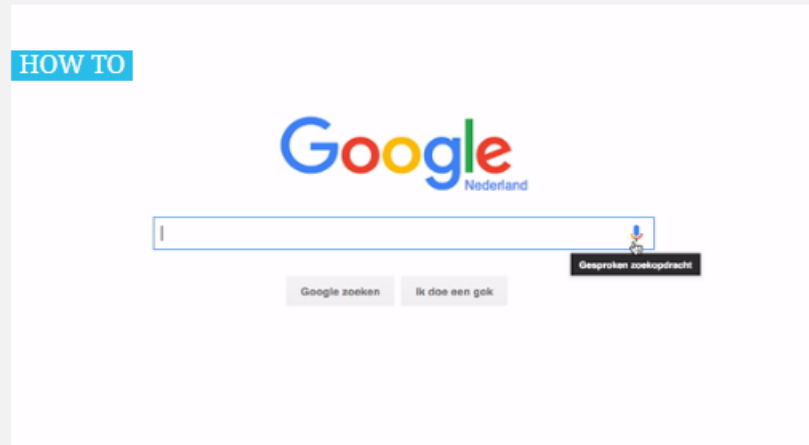 HOW TO
Google
Nederland
Gesproken zoekopdracht
Google zoeken
Ik doe een gok